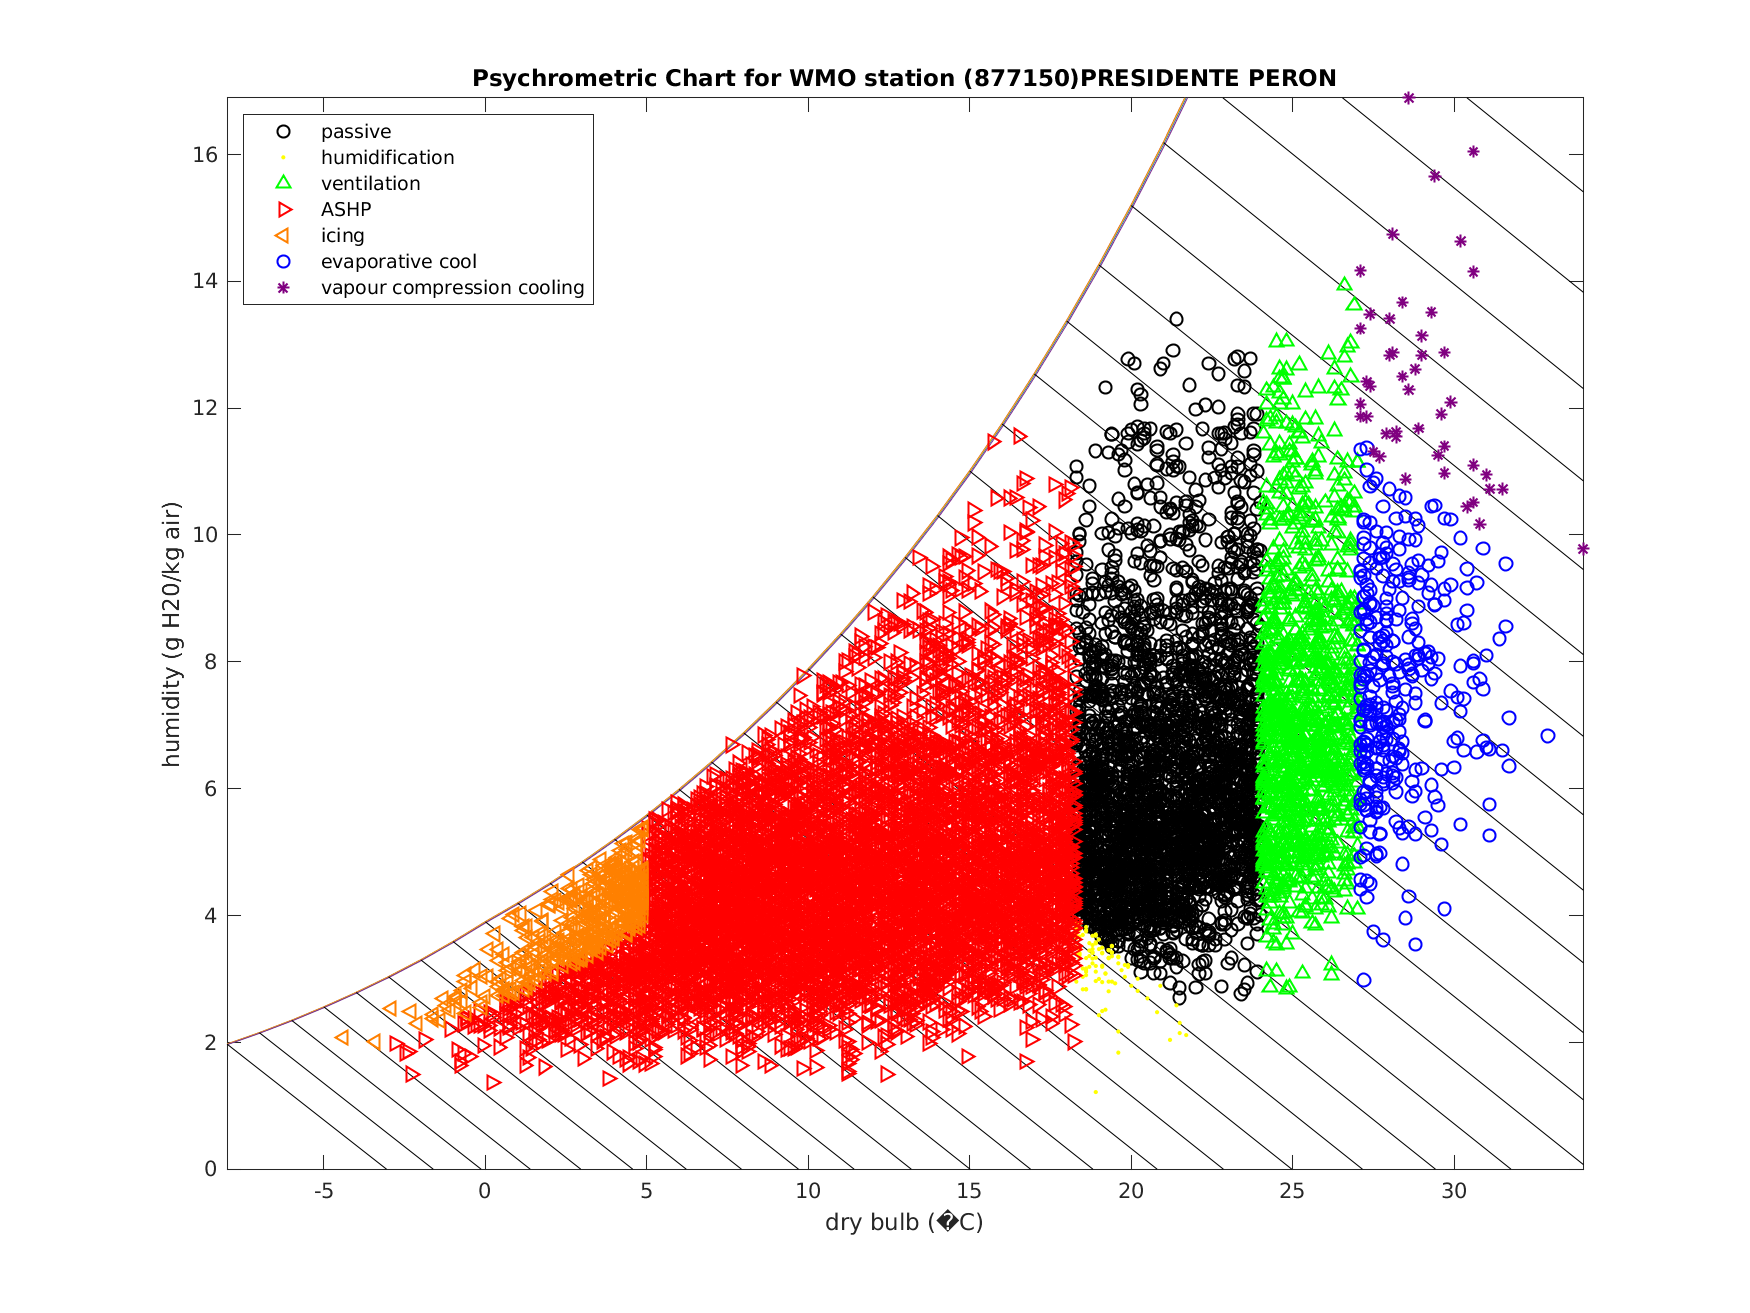 Psychrometric Chart for WMO station (877150)PRESIDENTE PERON
passive
humidification
ventilation
ASHP
icing
evaporative cool
vapour compression cooling
16
14
12
10
8
6
4
2
0
humidity (g H20/kg air)
-5
0
5
10
15
20
25
30
dry bulb (�C)